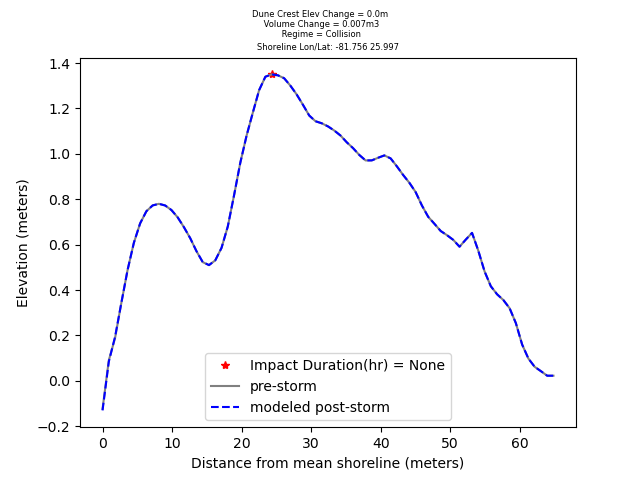 Dune Crest Elev Change = 0.0m
Volume Change = 0.007m3
Regime = Collision
Shoreline Lon/Lat: -81.756 25.997
1.4
1.2
1.0
0.8
0.6
0.4
0.2
0.0
−0.2
Elevation (meters)
Impact Duration(hr) = None
pre-storm
modeled post-storm
0 10 20 30 40 50 60
Distance from mean shoreline (meters)